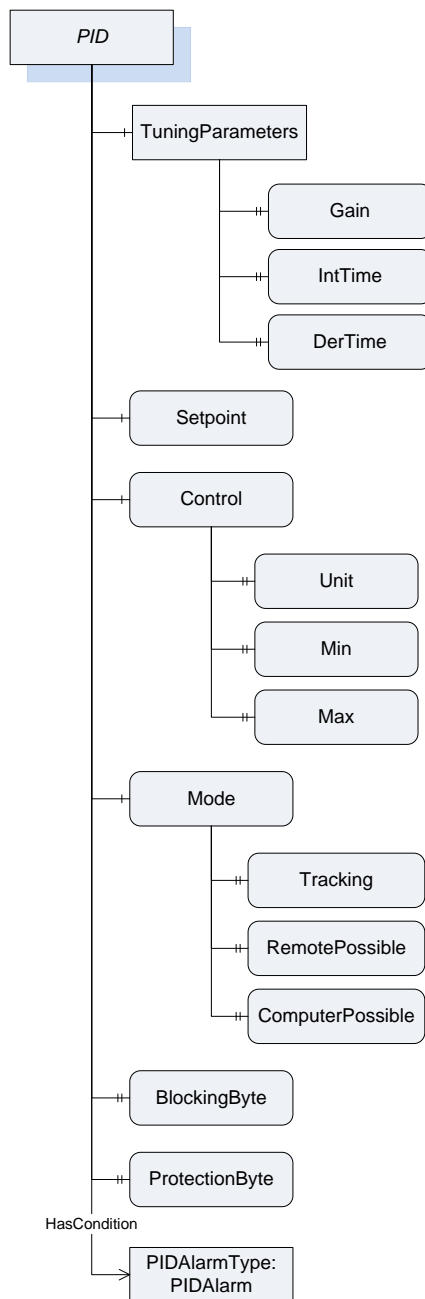 PID
TuningParameters
Gain
IntTime
DerTime
Setpoint
Control
Unit
Min
Max
Mode
Tracking
RemotePossible
ComputerPossible
BlockingByte
ProtectionByte
HasCondition
PIDAlarmType:
PIDAlarm